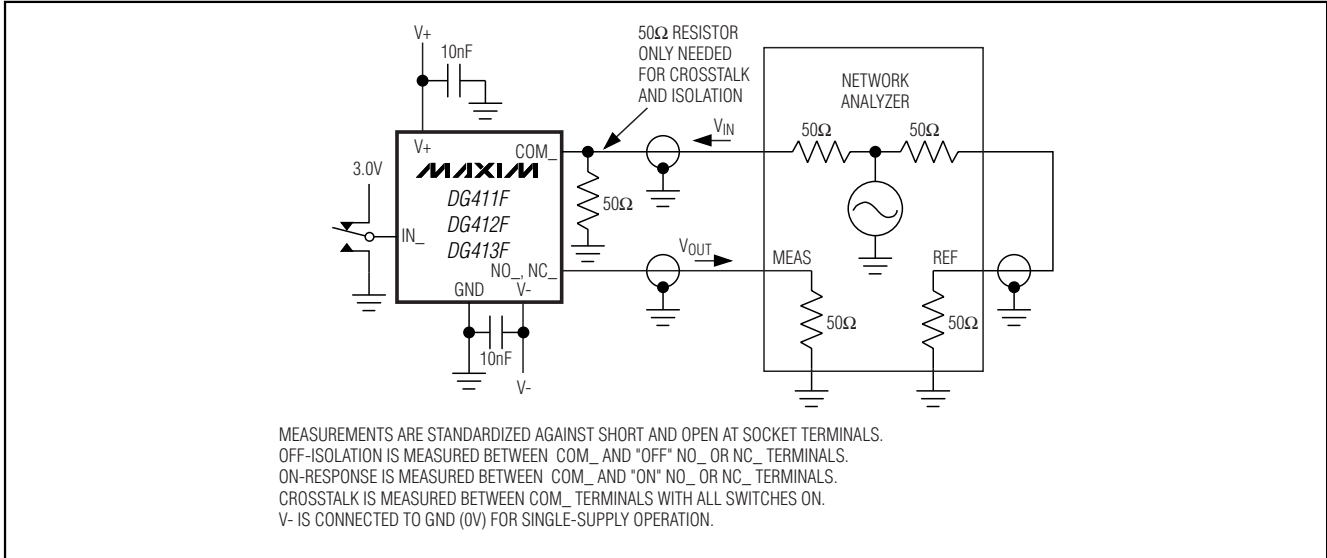 V+
10nF
50Ω RESISTOR
ONLY NEEDED
FOR CROSSTALK
AND ISOLATION
NETWORK
ANALYZER
VIN
50Ω
50Ω
V+
COM_
MAXIM
3.0V
DG411F
DG412F
DG413F
50Ω
IN_
VOUT
MEAS
REF
NO_, NC_
GND
V-
50Ω
50Ω
10nF
V-
MEASUREMENTS ARE STANDARDIZED AGAINST SHORT AND OPEN AT SOCKET TERMINALS.
OFF-ISOLATION IS MEASURED BETWEEN COM_ AND "OFF" NO_ OR NC_ TERMINALS.
ON-RESPONSE IS MEASURED BETWEEN COM_ AND "ON" NO_ OR NC_ TERMINALS.
CROSSTALK IS MEASURED BETWEEN COM_ TERMINALS WITH ALL SWITCHES ON.
V- IS CONNECTED TO GND (0V) FOR SINGLE-SUPPLY OPERATION.